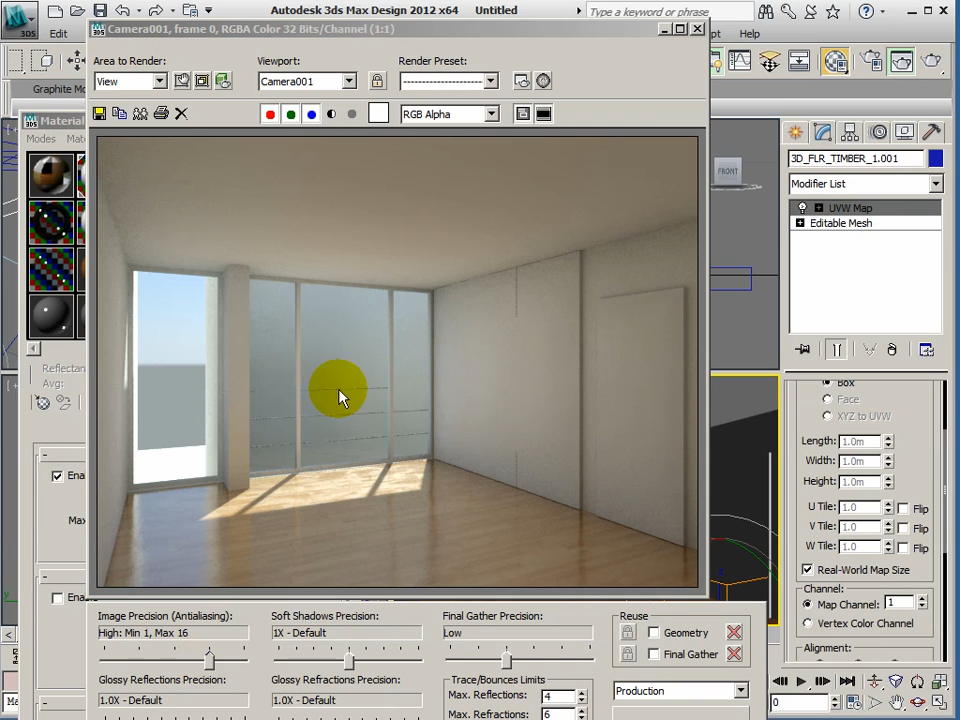 Autodesk 3ds Max Design 2012 x64 Untitled
Type a keyword or phrase
3DS
Edit
Camera001, frame 0, RGBA Color 32 Bits/Channel (1:1)
Help
Area to Render:
Viewport:
Render Preset:
View
Camera001
Graphite Mo
RGB Alpha
Material
Modes
Mat
3D_FLR_TIMBER_1.001
Modifier List
UVW Map
Editable Mesh
FRONT
Box
Face
XYZ to UVW
Length: 1.0m
Width: 1.0m
Height: 1.0m
U Tile: 1.0 Flip
V Tile: 1.0 Flip
W Tile: 1.0 Flip
Real-World Map Size
Channel:
Map Channel: 1
Vertex Color Channel
Alignment:
Reflectan
Avg:
Ena
Max
Image Precision (Antialiasing):
High: Min 1, Max 16
Soft Shadows Precision:
1X - Default
Final Gather Precision:
Low
Reuse
Geometry
Final Gather
Glossy Reflections Precision:
1.0X - Default
Glossy Refractions Precision:
1.0X - Default
Trace/Bounces Limits
Max. Reflections: 4
Max. Refractions: 6
Production
0